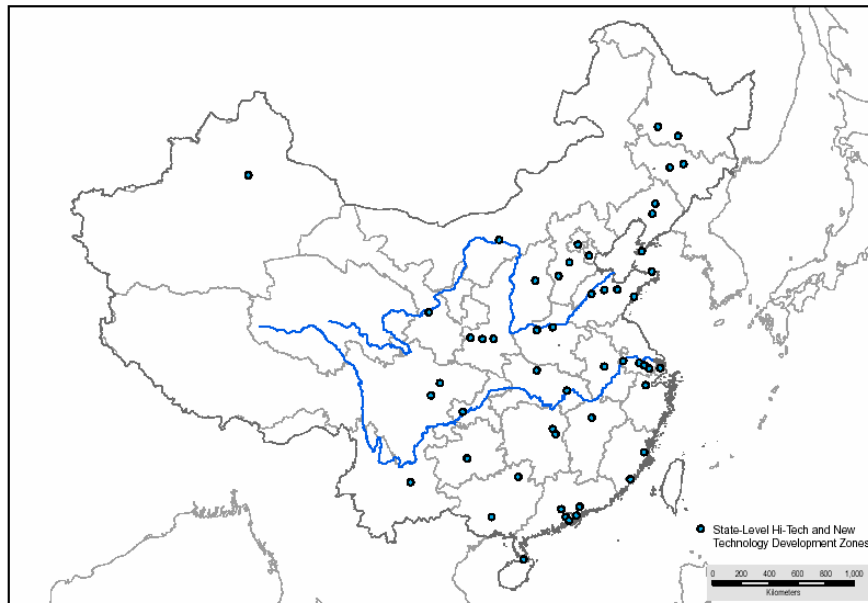 State-Level Hi-Tech and New
Technology Development Zones
0 200 400 600 800 1,000
Kilometers